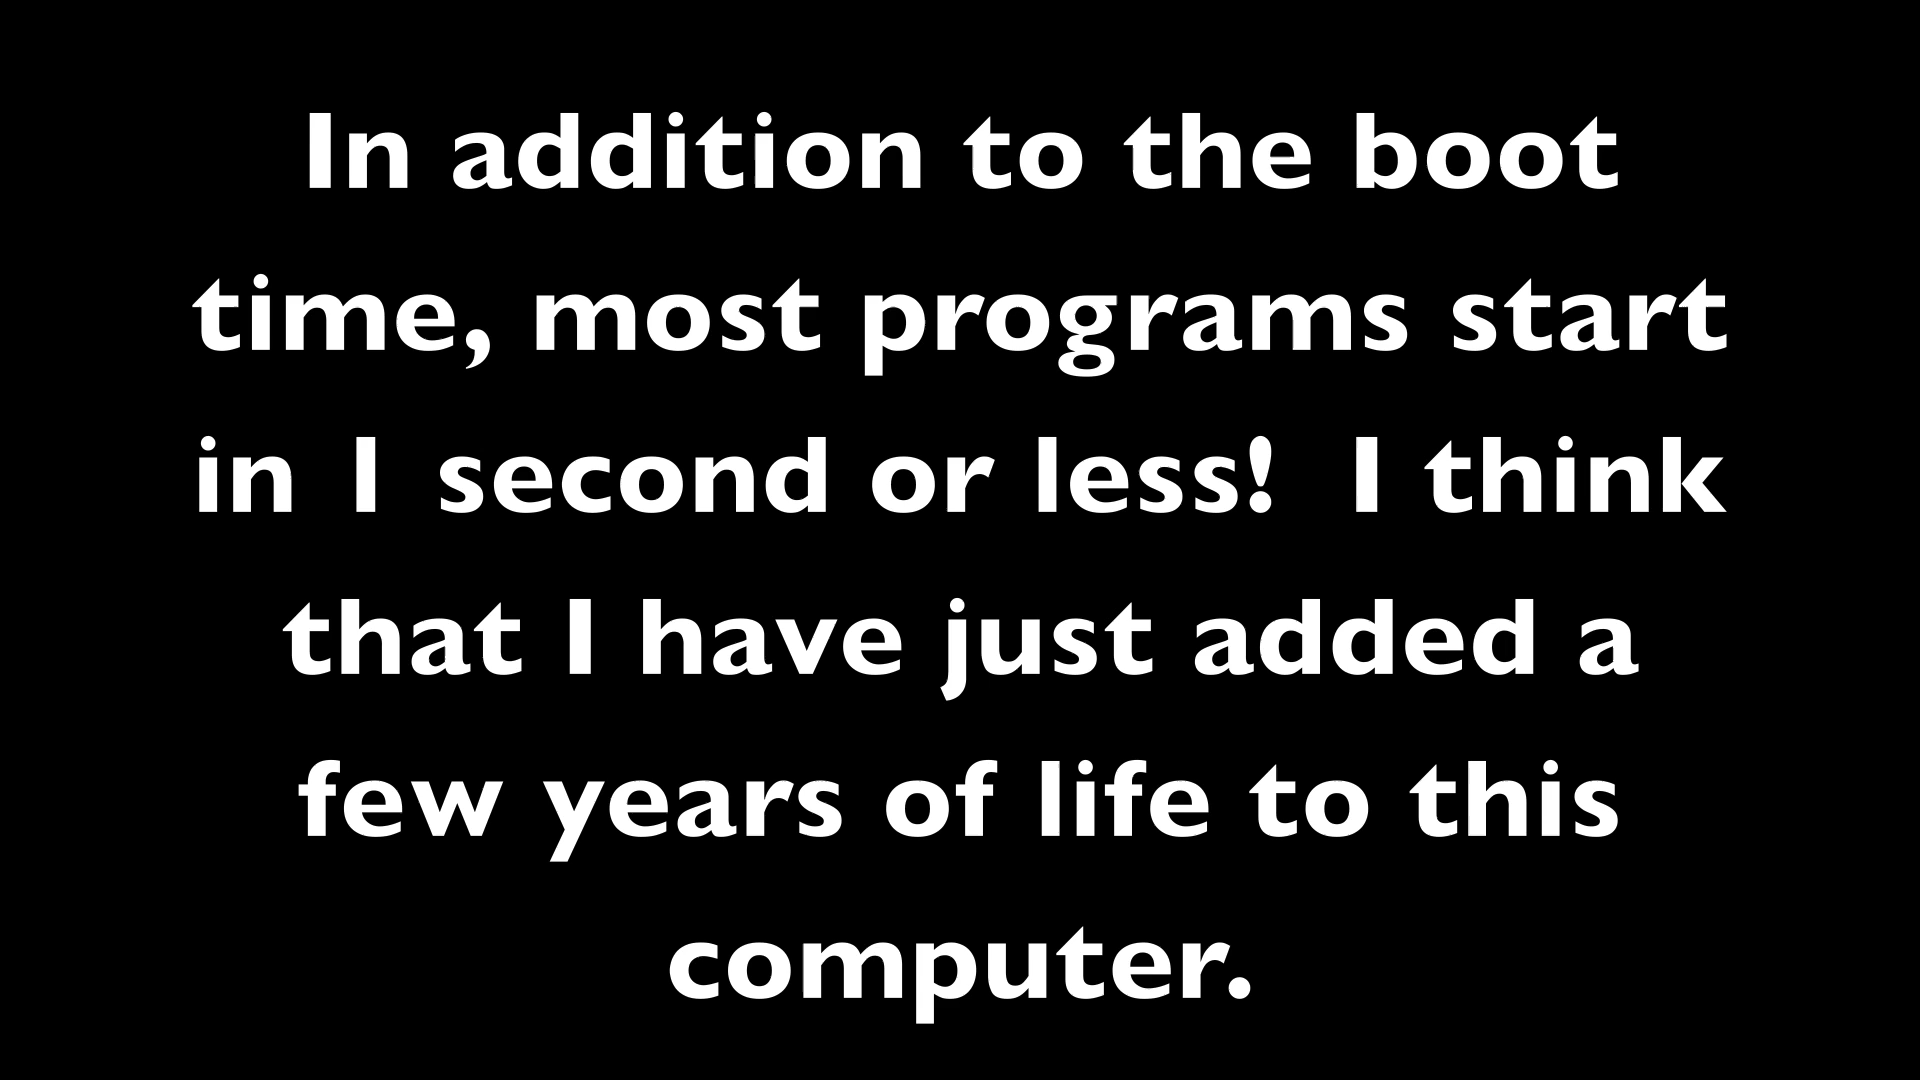 In addition to the boot
time, most programs start
in 1 second or less!  I think
that I have just added a
few years of life to this
computer.